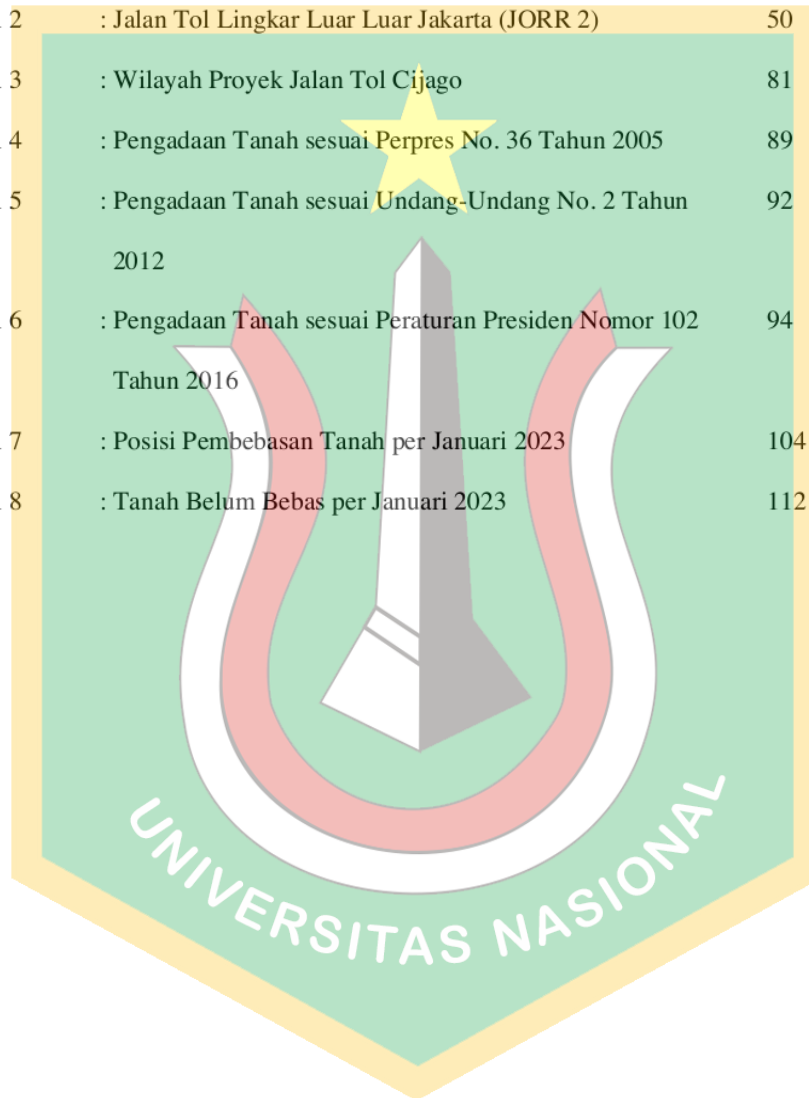 2 : Jalan Tol Lingkar Luar Luar Jakarta (JORR 2) 50
3 : Wilayah Proyek Jalan Tol Cijago 81
4 : Pengadaan Tanah sesuai Perpres No. 36 Tahun 2005 89
5 : Pengadaan Tanah sesuai Undang-Undang No. 2 Tahun 92
2012
6 : Pengadaan Tanah sesuai Peraturan Presiden Nomor 102 94
Tahun 2016
7 : Posisi Pembebasan Tanah per Januari 2023 104
8 : Tanah Belum Bebas per Januari 2023 112
UNIVERSITAS NASIONAL